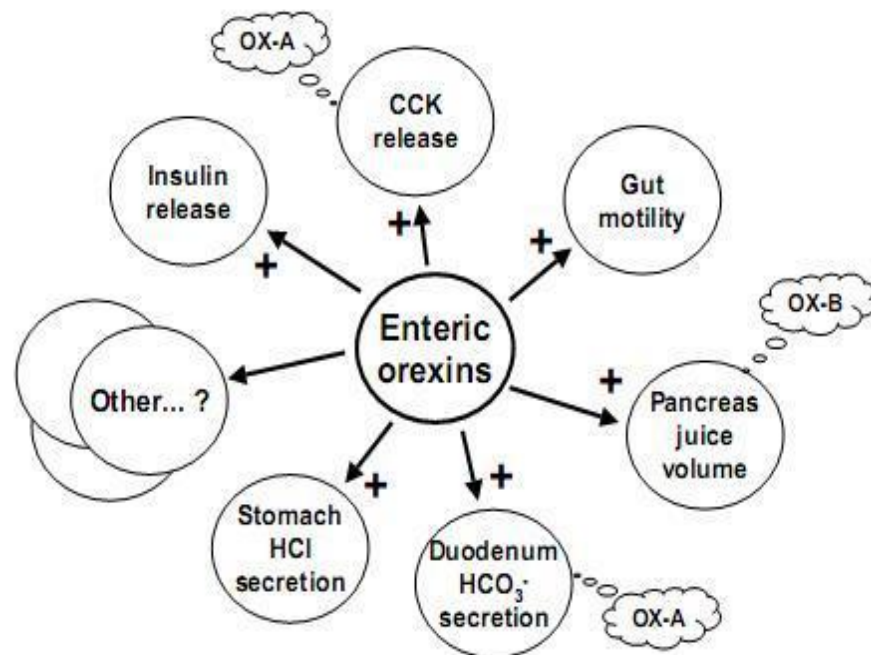 OX-A
CCK
release
Insulin
release
+
+
Gut
motility
+
Enteric
orexins
OX-B
+
Pancreas
juice
volume
Other... ?
Stomach
HCl
secretion
+
+
Duodenum
HCO₃⁻
secretion
OX-A